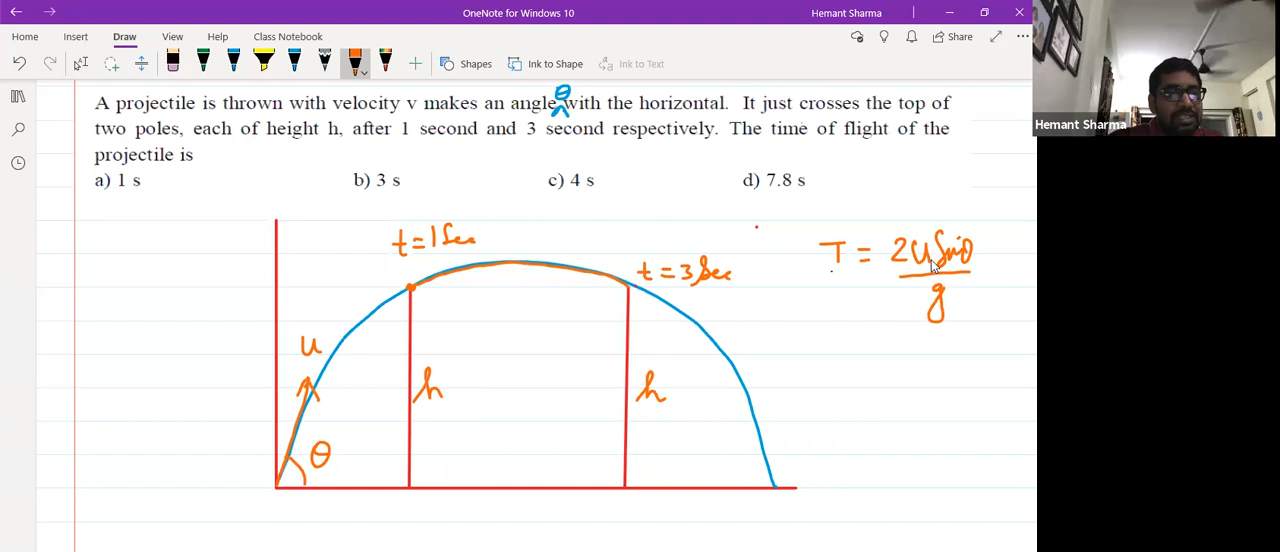 OneNote for Windows 10
Hemant Sharma
Home Insert Draw View Help Class Notebook
Share
Shapes
Ink to Shape
Ink to Text
θ
A projectile is thrown with velocity v makes an angle with the horizontal. It just crosses the top of
two poles, each of height h, after 1 second and 3 second respectively. The time of flight of the
projectile is
a) 1 s b) 3 s c) 4 s d) 7.8 s
Hemant Sharma
t = 1 Sec
t = 3 Sec
T = 2u Sinθ
g
u
h
h
θ